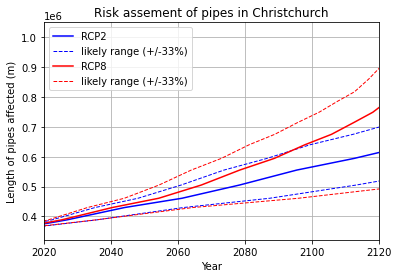 Risk assement of pipes in Christchurch
1e6
RCP2
likely range (+/-33%)
RCP8
likely range (+/-33%)
Length of pipes affected (m)
1.0
0.9
0.8
0.7
0.6
0.5
0.4
2020
2040
2060
2080
2100
2120
Year